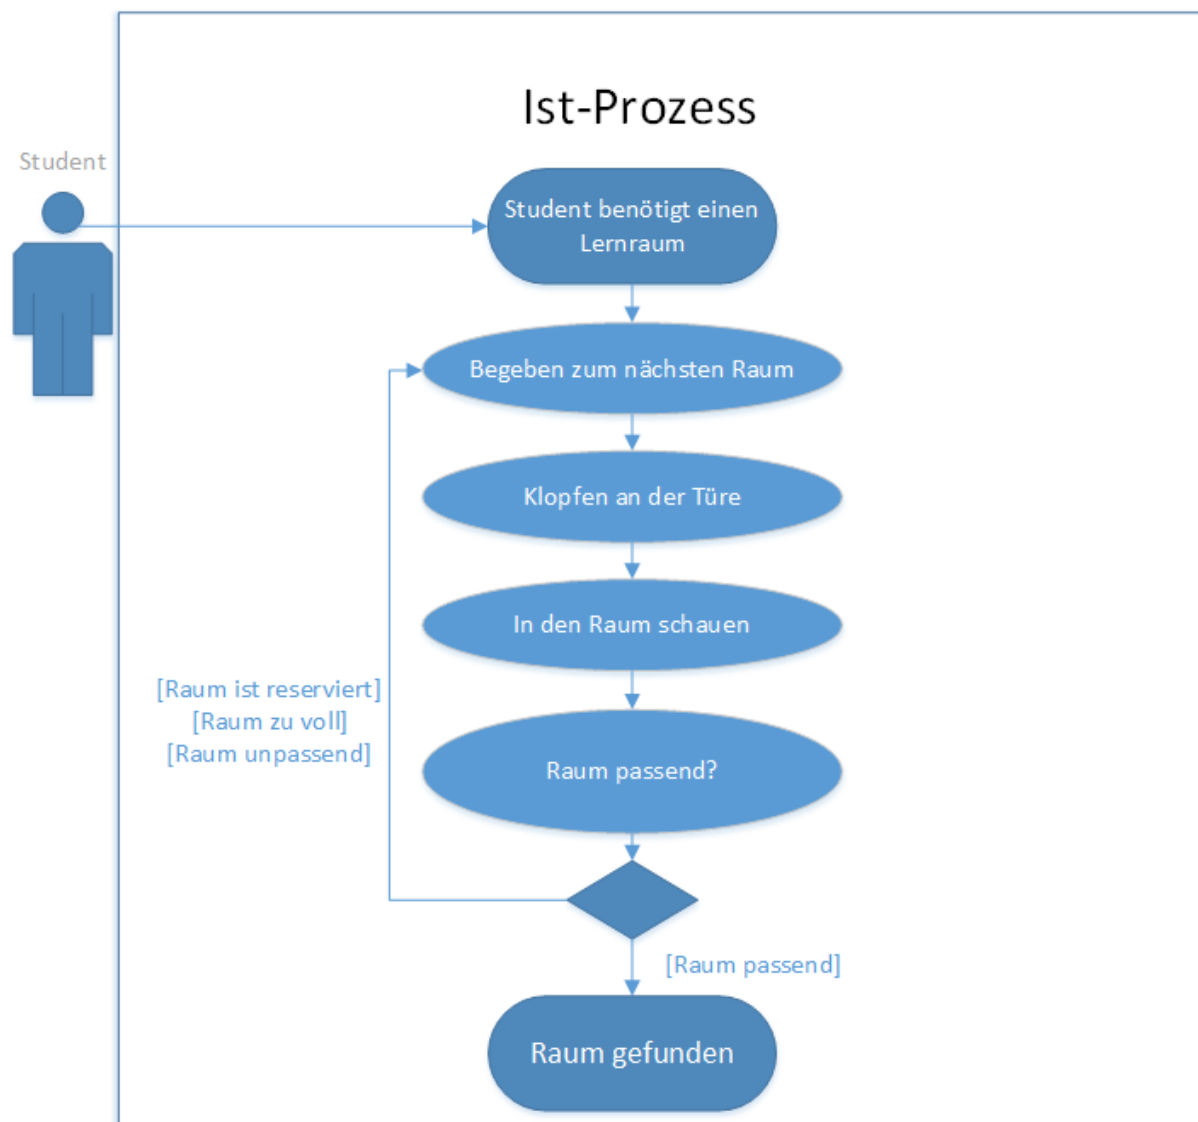 Ist-Prozess
Student
Student benötigt einen
Lernraum
Begeben zum nächsten Raum
Klopfen an der Türe
In den Raum schauen
[Raum ist reserviert]
[Raum zu voll]
[Raum unpassend]
Raum passend?
[Raum passend]
Raum gefunden